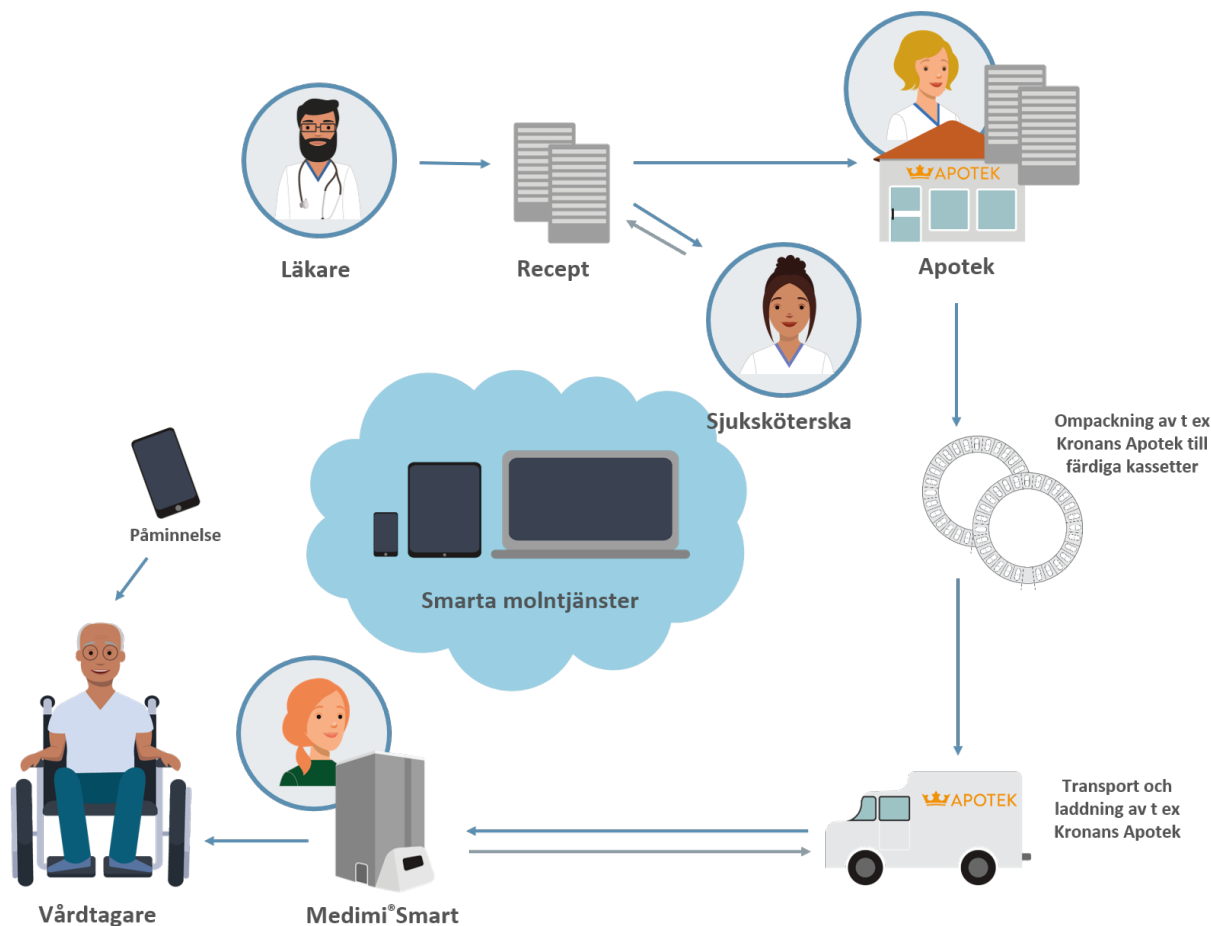 APOTEK
Läkare
Recept
Apotek
Sjuksköterska
Ompackning av t ex
Kronans Apotek till
färdiga kassetter
Påminnelse
Smarta molntjänster
APOTEK
Transport och
laddning av t ex
Kronans Apotek
Vårdtagare
Medimi®Smart